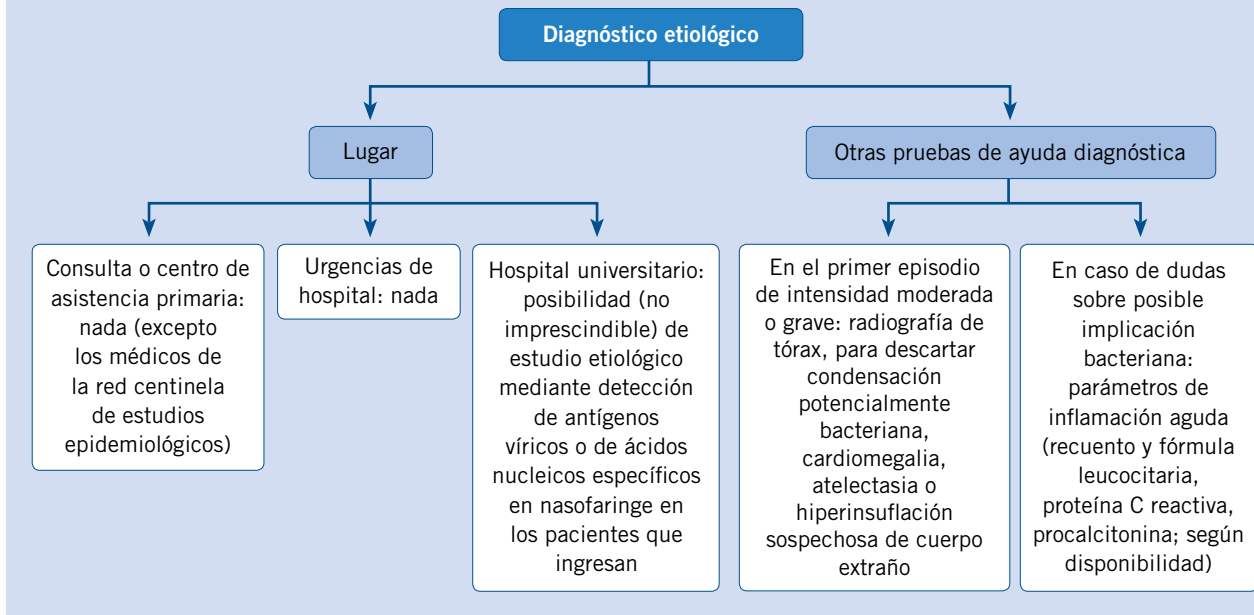 Diagnóstico etiológico
Lugar
Otras pruebas de ayuda diagnóstica
Consulta o centro de
asistencia primaria:
nada (excepto
los médicos de
la red centinela
de estudios
epidemiológicos)
Urgencias de
hospital: nada
Hospital universitario:
posibilidad (no
imprescindible) de
estudio etiológico
mediante detección
de antígenos
víricos o de ácidos
nucleicos específicos
en nasofaringe en
los pacientes que
ingresan
En el primer episodio
de intensidad moderada
o grave: radiografía de
tórax, para descartar
condensación
potencialmente
bacteriana,
cardiomegalia,
atelectasia o
hiperinsuflación
sospechosa de cuerpo
extraño
En caso de dudas
sobre posible
implicación
bacteriana:
parámetros de
inflamación aguda
(recuento y fórmula
leucocitaria,
proteína C reactiva,
procalcitonina; según
disponibilidad)